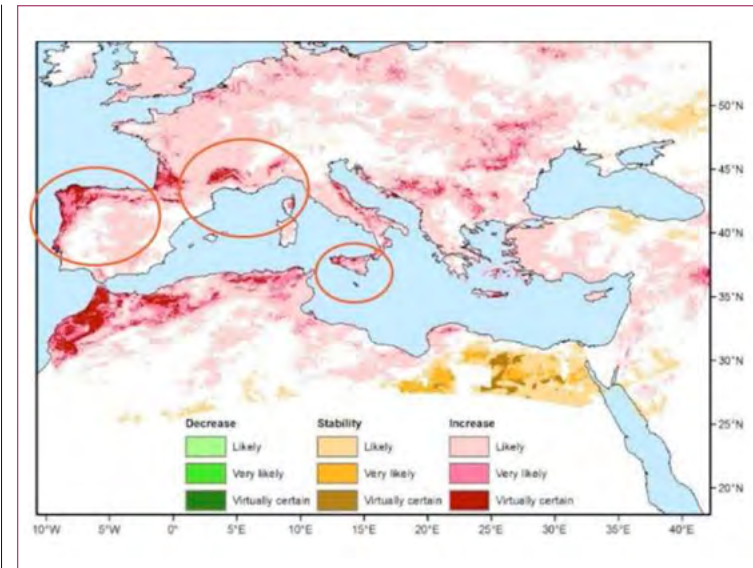 50°N
45°N
40°N
35°N
30°N
25°N
20°N
Decrease Stability Increase
Likely Likely Likely
Very likely Very likely Very likely
Virtually certain Virtually certain Virtually certain
10°W 5°W 0° 5°E 10°E 15°E 20°E 25°E 30°E 35°E 40°E